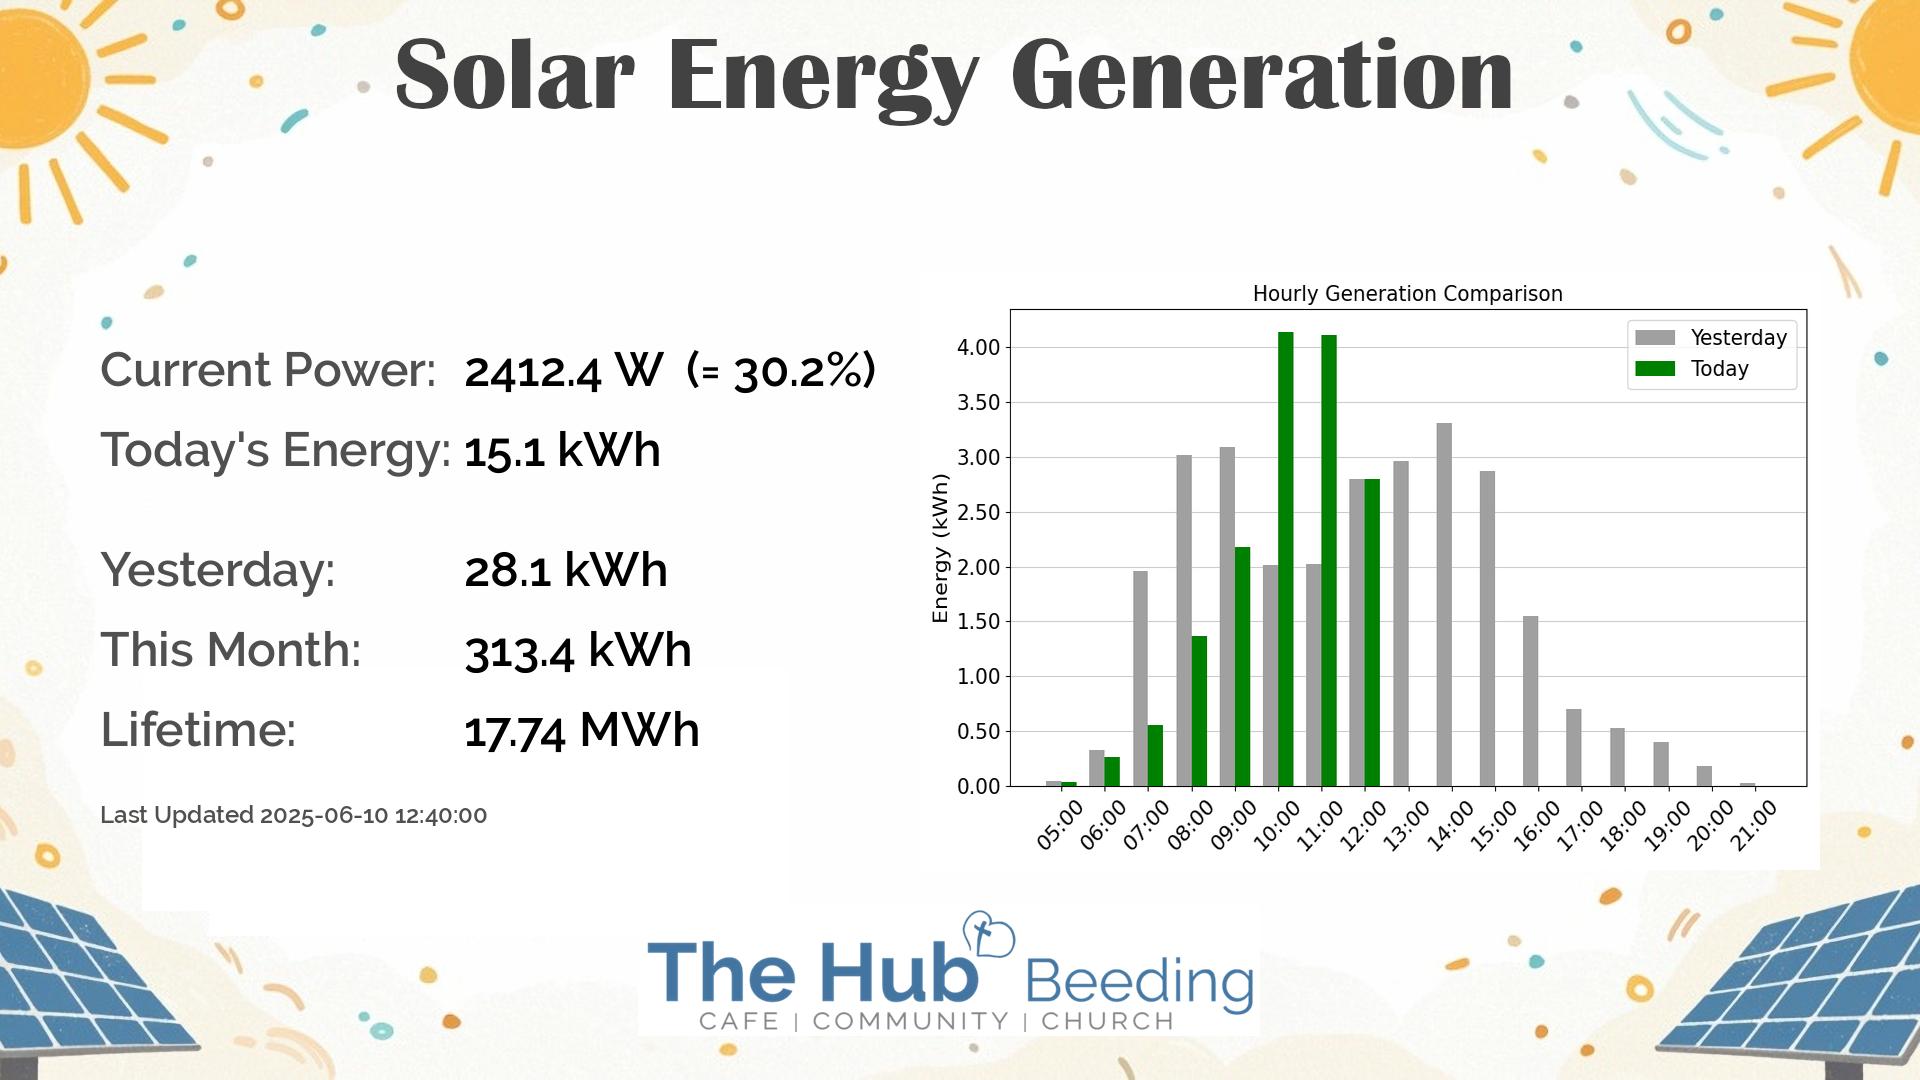 Solar Energy Generation
Current Power: 2412.4 W (= 30.2%)
Today's Energy: 15.1 kWh
Yesterday: 28.1 kWh
This Month: 313.4 kWh
Lifetime: 17.74 MWh
Last Updated 2025-06-10 12:40:00
Hourly Generation Comparison
Yesterday
Today
Energy (kWh)
4.00
3.50
3.00
2.50
2.00
1.50
1.00
0.50
0.00
05:00 06:00 07:00 08:00 09:00 10:00 11:00 12:00 13:00 14:00 15:00 16:00 17:00 18:00 19:00 20:00 21:00
The Hub Beeding
CAFE | COMMUNITY | CHURCH